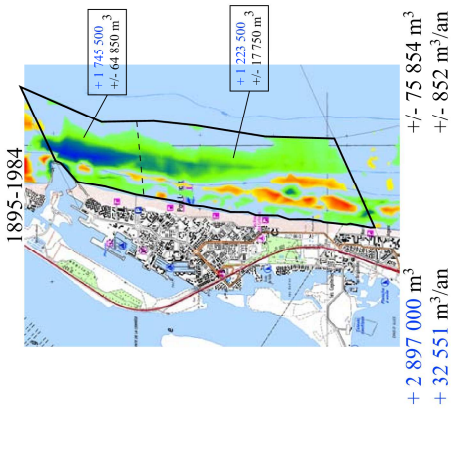 1895-1984
+ 1 745 500
+/- 64 850 m³
+ 1 223 500
+/- 17 750 m³
+ 2 897 000 m³ +/- 75 854 m³
+ 32 551 m³/an +/- 852 m³/an